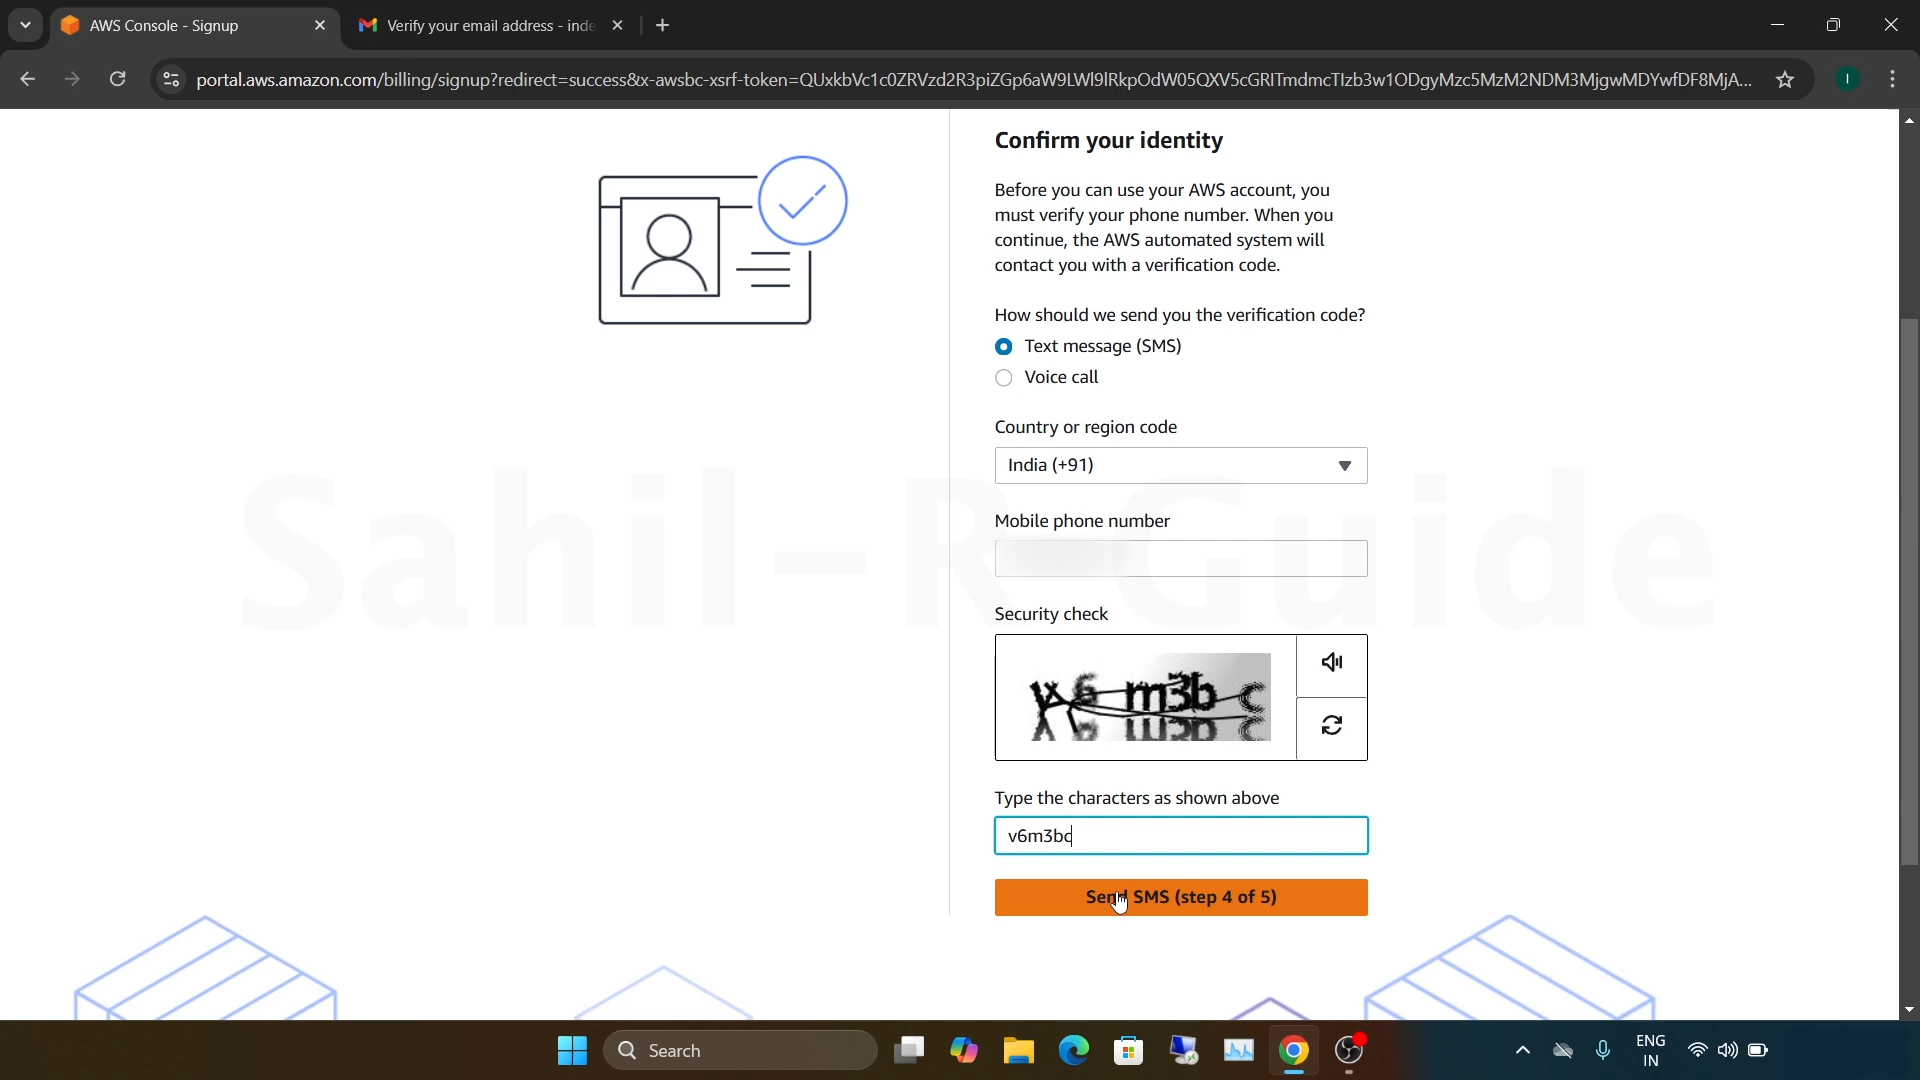 AWS Console - Signup
Verify your email address - inde
portal.aws.amazon.com/billing/signup?redirect=success&x-awsbc-xsrf-token=QUxkbVc1c0ZRVzd2R3piZGp6aW9LWl9lRkpOdW05QXV5cGRITmdmcTlzb3w1ODgyMzc5MzM2NDM3MjgwMDYwfDF8MjA...
I
Confirm your identity
Before you can use your AWS account, you
must verify your phone number. When you
continue, the AWS automated system will
contact you with a verification code.
How should we send you the verification code?
Text message (SMS)
Voice call
Country or region code
India (+91)
Mobile phone number
Sahil-R Guide
Security check
Type the characters as shown above
v6m3bc
Send SMS (step 4 of 5)
Search
ENG
IN